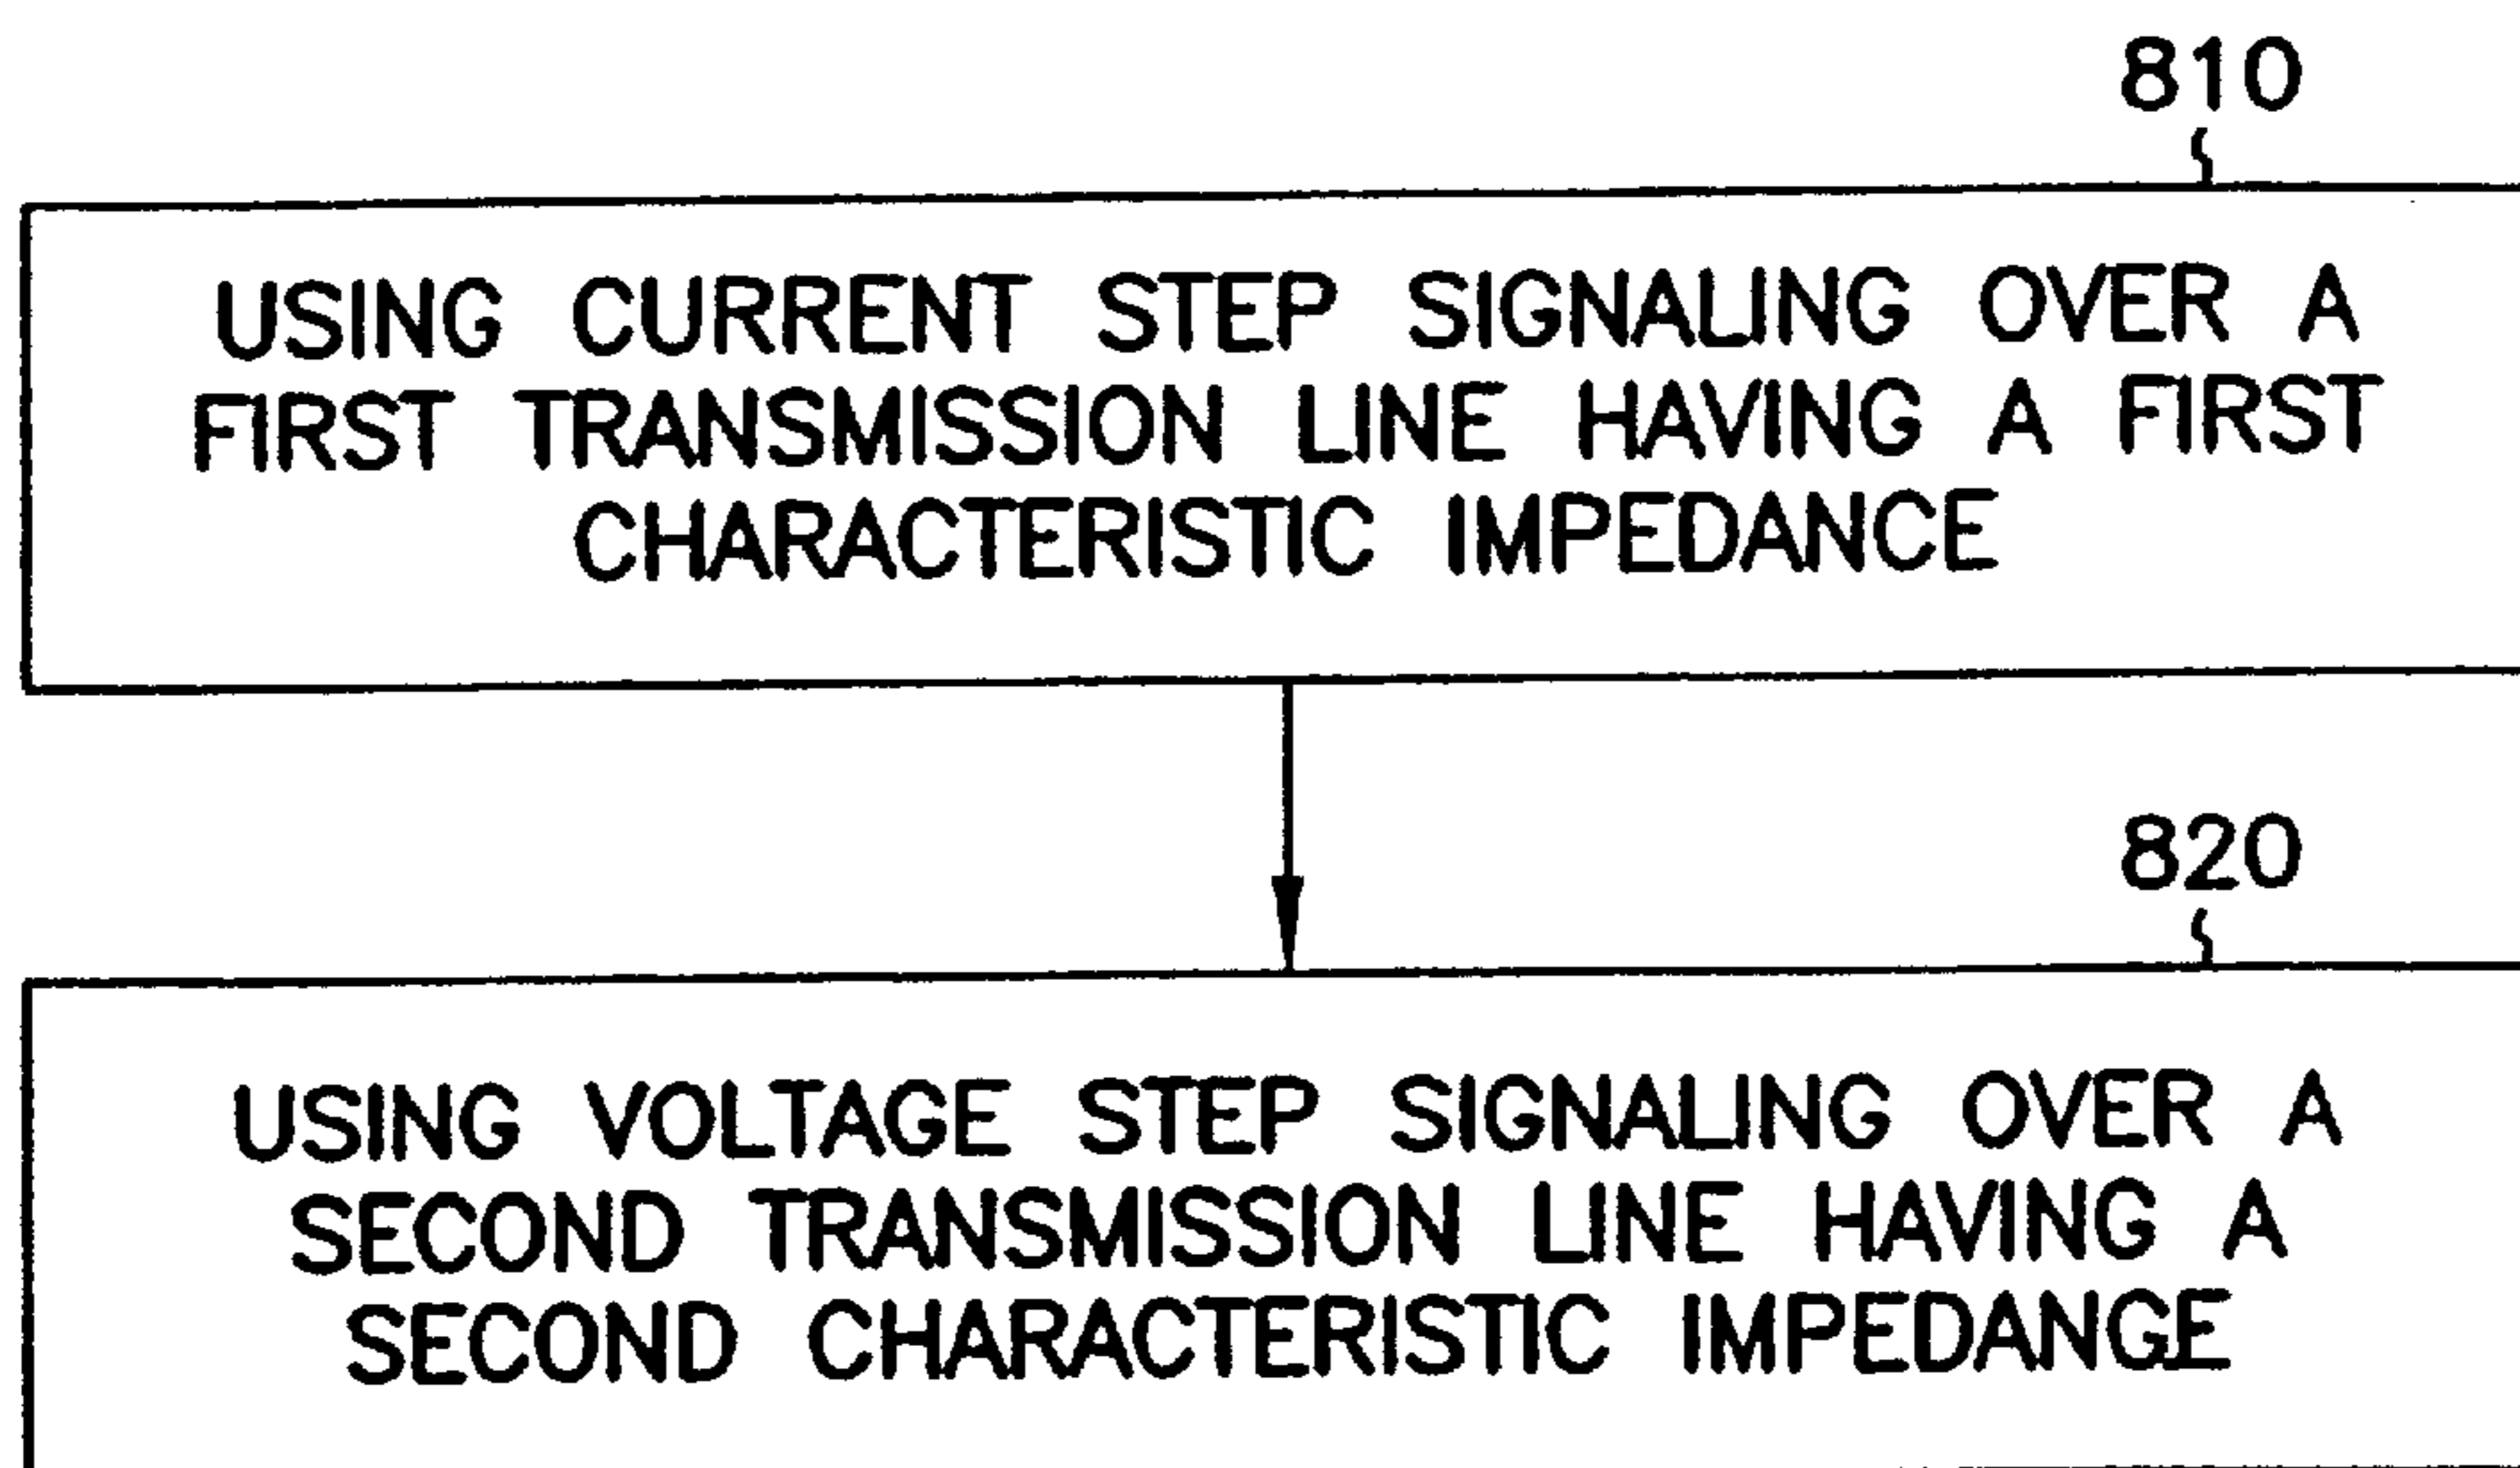 810
USING CURRENT STEP SIGNALING OVER A
FIRST TRANSMISSION LINE HAVING A FIRST
CHARACTERISTIC IMPEDANCE
820
USING VOLTAGE STEP SIGNALING OVER A
SECOND TRANSMISSION LINE HAVING A
SECOND CHARACTERISTIC IMPEDANGE